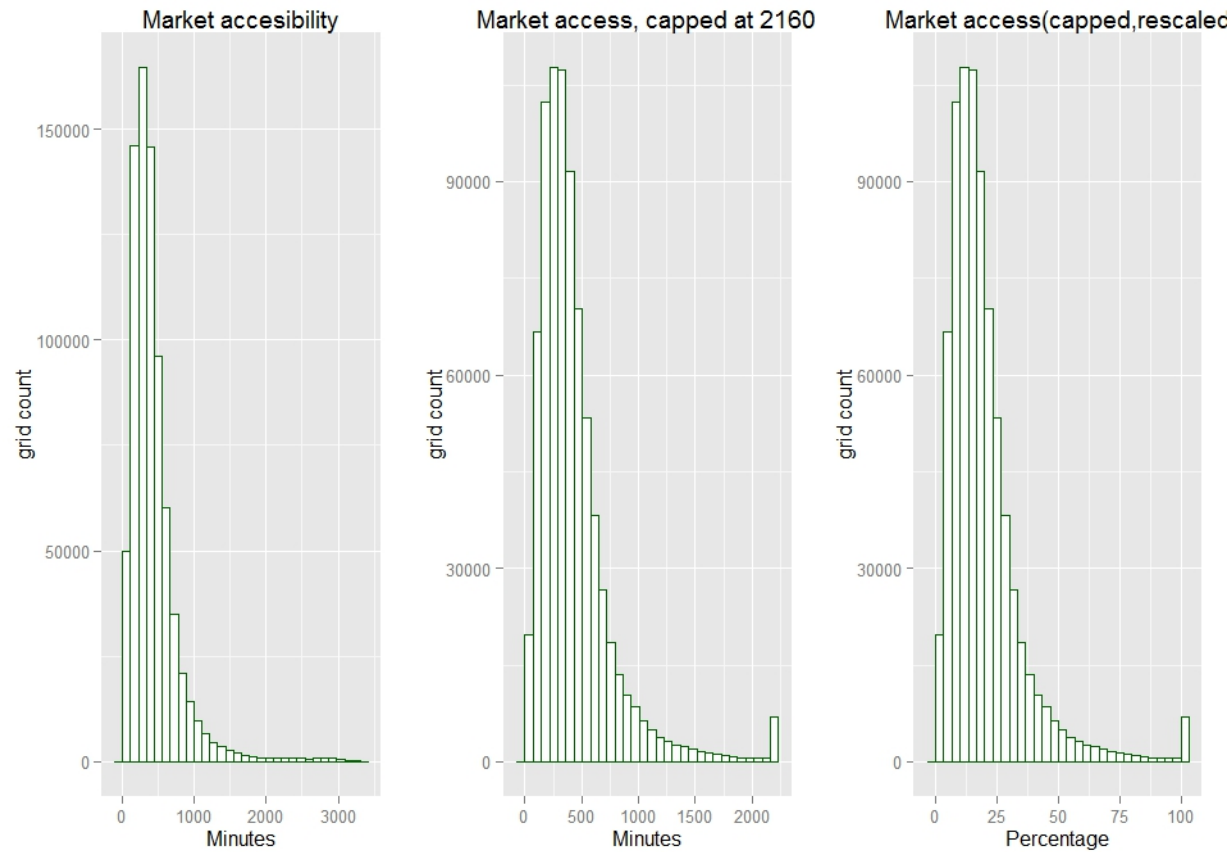 Market accesibility
grid count
150000
100000
50000
0
0 1000 2000 3000
Minutes
Market access, capped at 2160
grid count
90000
60000
30000
0
0 500 1000 1500 2000
Minutes
Market access(capped,rescaled
grid count
90000
60000
30000
0
0 25 50 75 100
Percentage